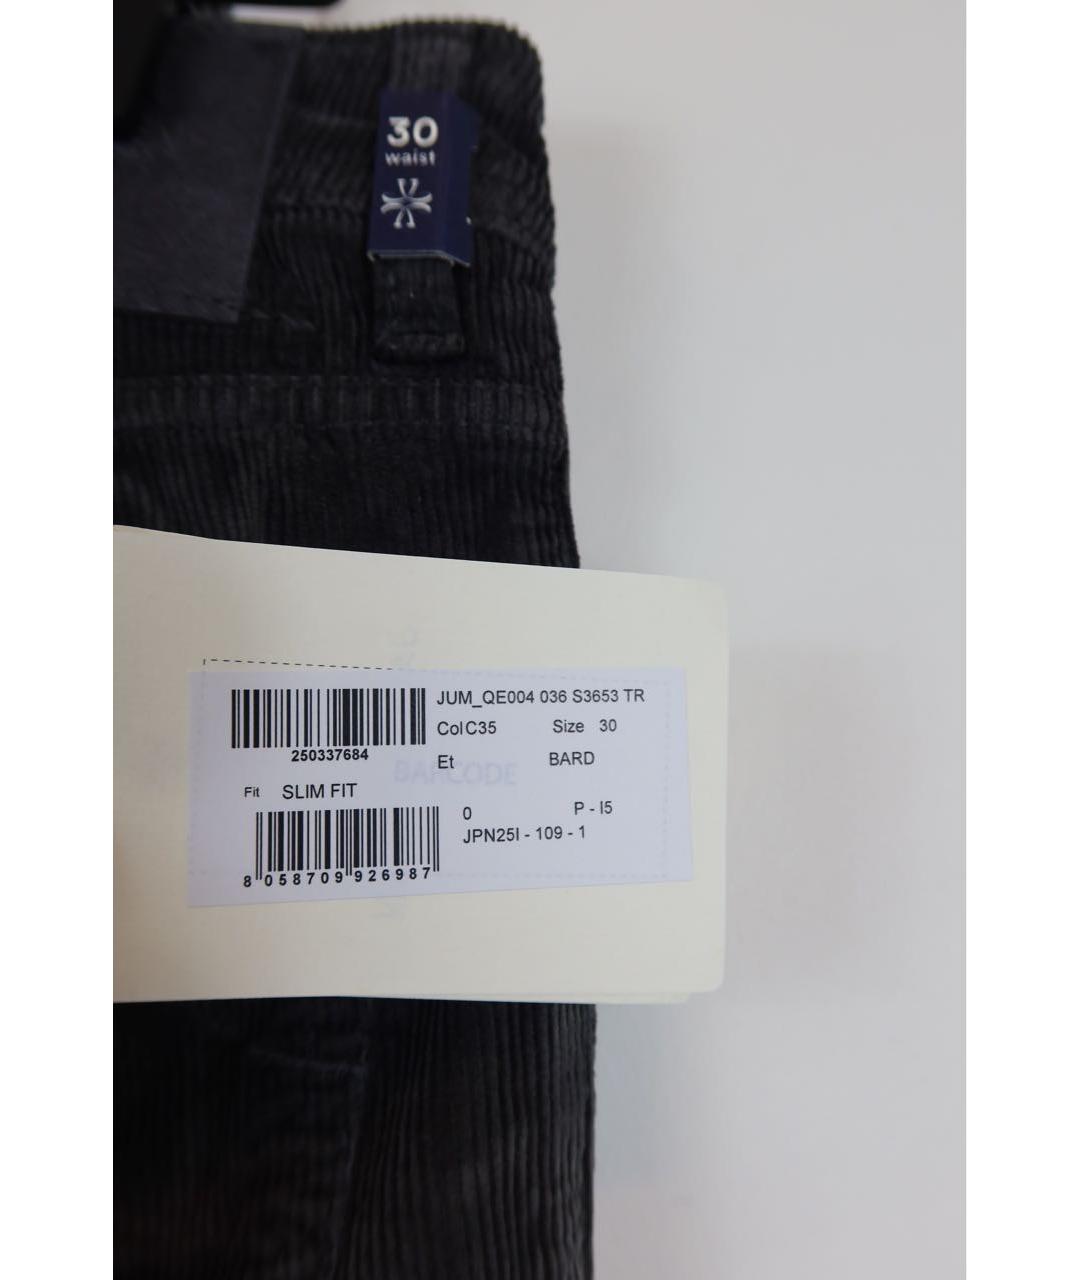 30
waist
JUM_QE004 036 S3653 TR
250337684
Col C35 Size 30
Et BARD
BARCODE
Fit SLIM FIT
0 P - I5
JPN25I - 109 - 1
8 058709 926987